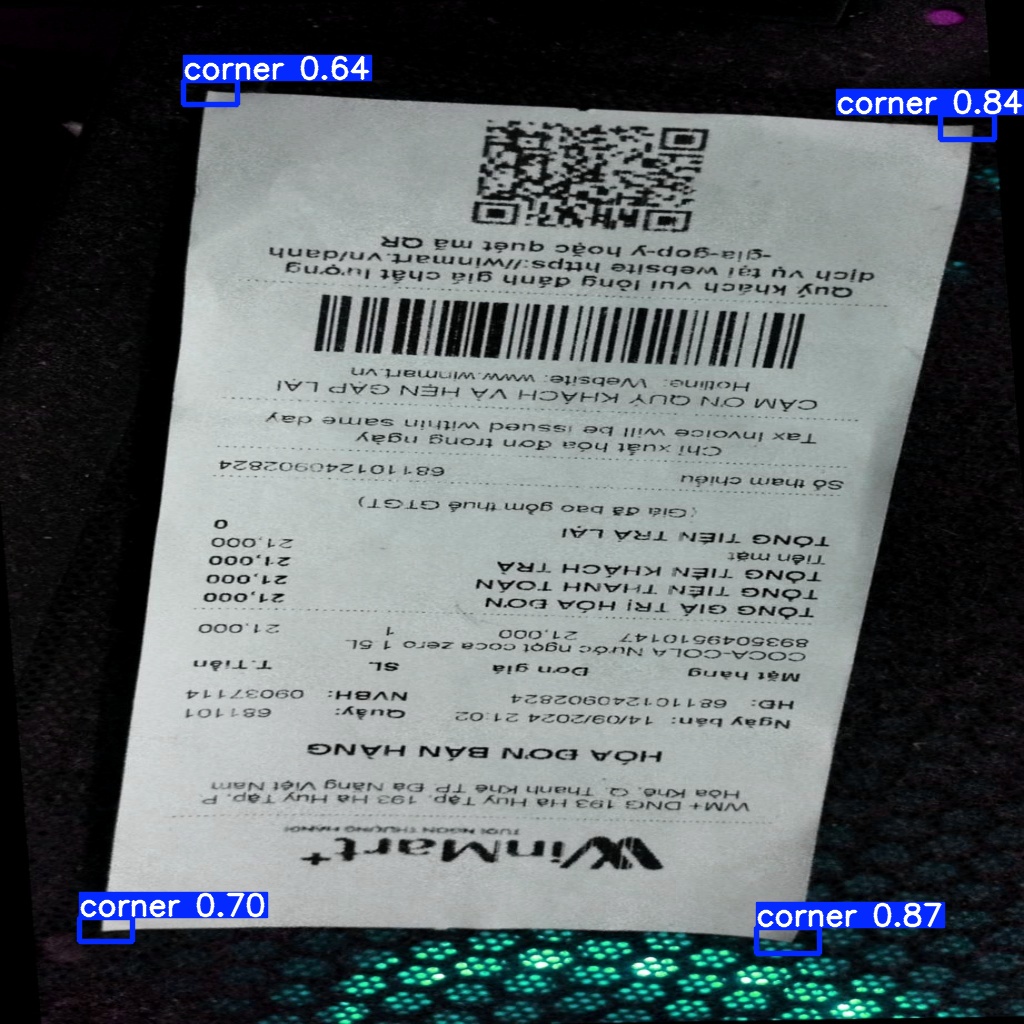 corner 0.64
corner 0.84
WinMart+
WM+ DNG 193 Hà Huy Tập, 193 Hà Huy Tập, P.
Hòa Khê, Q. Thanh Khê TP. Đà Nẵng Việt Nam
HÓA ĐƠN BÁN HÀNG
Ngày bán: 14/09/2024 21:02 Quầy: 681101
HĐ: 681101240902824 NVBH: 09037114
Mặt hàng Đơn giá SL T.Tiền
COCA-COLA Nước ngọt coca zero 1.5L
8935049510147 21,000 1 21,000
TỔNG GIÁ TRỊ HÓA ĐƠN 21,000
TỔNG TIỀN THANH TOÁN 21,000
TỔNG TIỀN KHÁCH TRẢ 21,000
Tiền mặt 21,000
TỔNG TIỀN TRẢ LẠI 0
(Giá đã bao gồm thuế GTGT)
Số tham chiếu 681101240902824
Chỉ xuất hóa đơn trong ngày
Tax invoice will be issued within same day
CẢM ƠN QUÝ KHÁCH VÀ HẸN GẶP LẠI
Hotline: Website: www.winmart.vn
Quý khách vui lòng đánh giá chất lượng
dịch vụ tại website https://winmart.vn/danh
-gia-gop-y hoặc quét mã QR
corner 0.70
corner 0.87